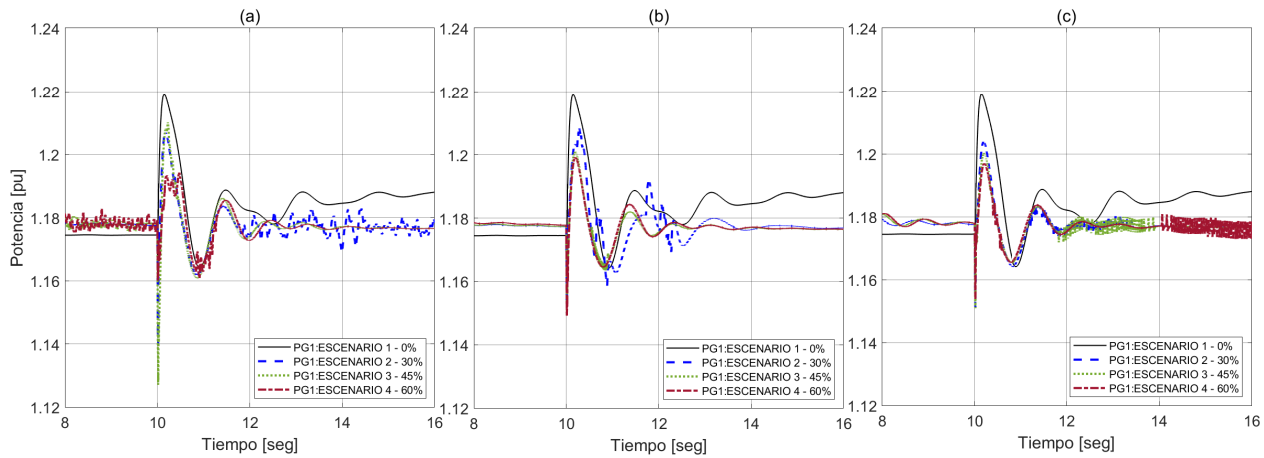 (a)
(b)
(c)
Potencia [pu]
1.24
1.22
1.2
1.18
1.16
1.14
1.12
8
10
12
14
16
Tiempo [seg]
PG1:ESCENARIO 1 - 0%
PG1:ESCENARIO 2 - 30%
PG1:ESCENARIO 3 - 45%
PG1:ESCENARIO 4 - 60%
1.24
1.22
1.2
1.18
1.16
1.14
1.12
8
10
12
14
16
Tiempo [seg]
PG1:ESCENARIO 1 - 0%
PG1:ESCENARIO 2 - 30%
PG1:ESCENARIO 3 - 45%
PG1:ESCENARIO 4 - 60%
1.24
1.22
1.2
1.18
1.16
1.14
1.12
8
10
12
14
16
Tiempo [seg]
PG1:ESCENARIO 1 - 0%
PG1:ESCENARIO 2 - 30%
PG1:ESCENARIO 3 - 45%
PG1:ESCENARIO 4 - 60%